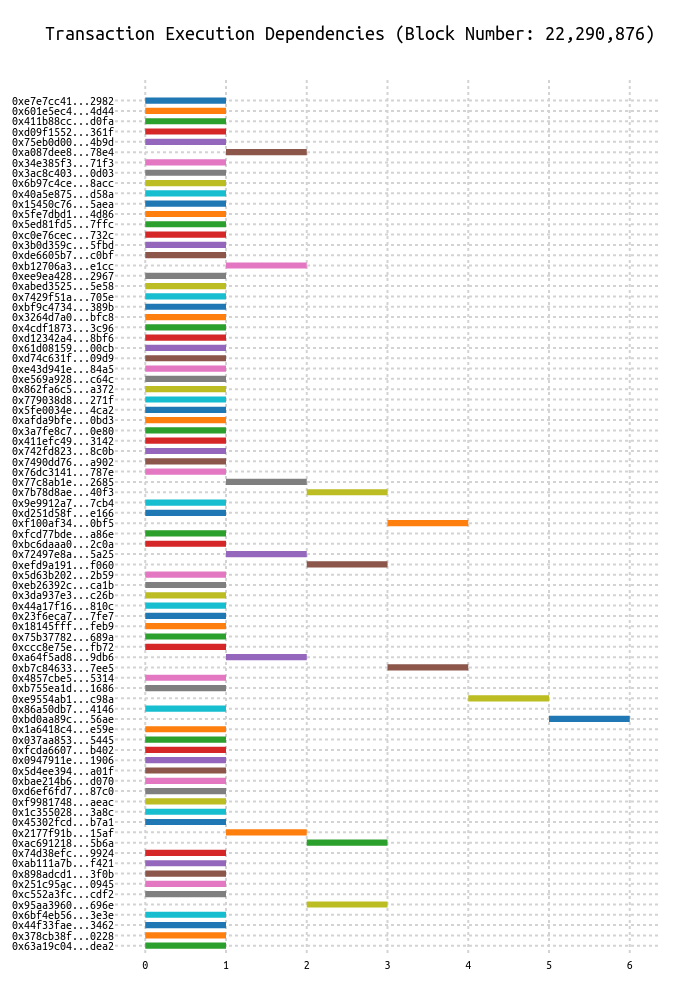 Transaction Execution Dependencies (Block Number: 22,290,876)
0xe7e7cc41...2982
0x601e5ec4...4d44
0x411b88cc...d0fa
0xd09f1552...361f
0x75eb0d00...4b9d
0xa087dee8...78e4
0x34e385f3...71f3
0x3ac8c403...0d03
0x6b97c4ce...8acc
0x40a5e875...d58a
0x15450c76...5aea
0x5fe7dbd1...4d86
0x5ed81fd5...7ffc
0xc0e76cec...732c
0x3b0d359c...5fbd
0xde6605b7...c0bf
0xb12706a3...e1cc
0xee9ea428...2967
0xabed3525...5e58
0x7429f51a...705e
0xbf9c4734...389b
0x3264d7a0...bfc8
0x4cdf1873...3c96
0xd12342a4...8bf6
0x61d08159...00cb
0xd74c631f...09d9
0xe43d941e...84a5
0xe569a928...c64c
0x862fa6c5...a372
0x779038d8...271f
0x5fe0034e...4ca2
0xafda9bfe...0bd3
0x3a7fe8c7...0e80
0x411efc49...3142
0x742fd823...8c0b
0x7490dd76...a902
0x76dc3141...787e
0x77c8ab1e...2685
0x7b78d8ae...40f3
0x9e9912a7...7cb4
0xd251d58f...e166
0xf100af34...0bf5
0xfcd77bde...a86e
0xbc6daaa0...2c0a
0x72497e8a...5a25
0xefd9a191...f060
0x5d63b202...2b59
0xeb26392c...ca1b
0x3da937e3...c26b
0x44a17f16...810c
0x23f6eca7...7fe7
0x18145fff...feb9
0x75b37782...689a
0xccc8e75e...fb72
0xa64f5ad8...9db6
0xb7c84633...7ee5
0x4857cbe5...5314
0xb755ea1d...1686
0xe9554ab1...c98a
0x86a50db7...4146
0xbd0aa89c...56ae
0x1a6418c4...e59e
0x037aa853...5445
0xfcda6607...b402
0x0947911e...1906
0x5d4ee394...a01f
0xbae214b6...d070
0xd6ef6fd7...87c0
0xf9981748...aeac
0x1c355028...3a8c
0x45302fcd...b7a1
0x2177f91b...15af
0xac691218...5b6a
0x74d38efc...9924
0xab111a7b...f421
0x898adcd1...3f0b
0x251c95ac...0945
0xc552a3fc...cdf2
0x95aa3960...696e
0x6bf4eb56...3e3e
0x44f33fae...3462
0x378cb38f...0228
0x63a19c04...dea2
0 1 2 3 4 5 6